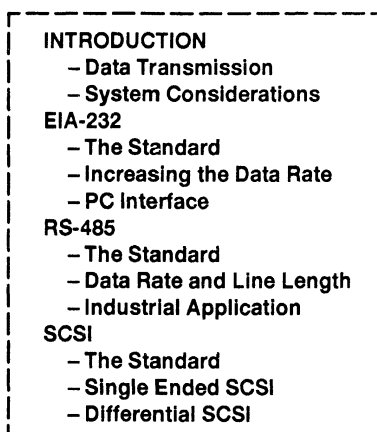 INTRODUCTION
– Data Transmission
– System Considerations
EIA-232
– The Standard
– Increasing the Data Rate
– PC Interface
RS-485
– The Standard
– Data Rate and Line Length
– Industrial Application
SCSI
– The Standard
– Single Ended SCSI
– Differential SCSI